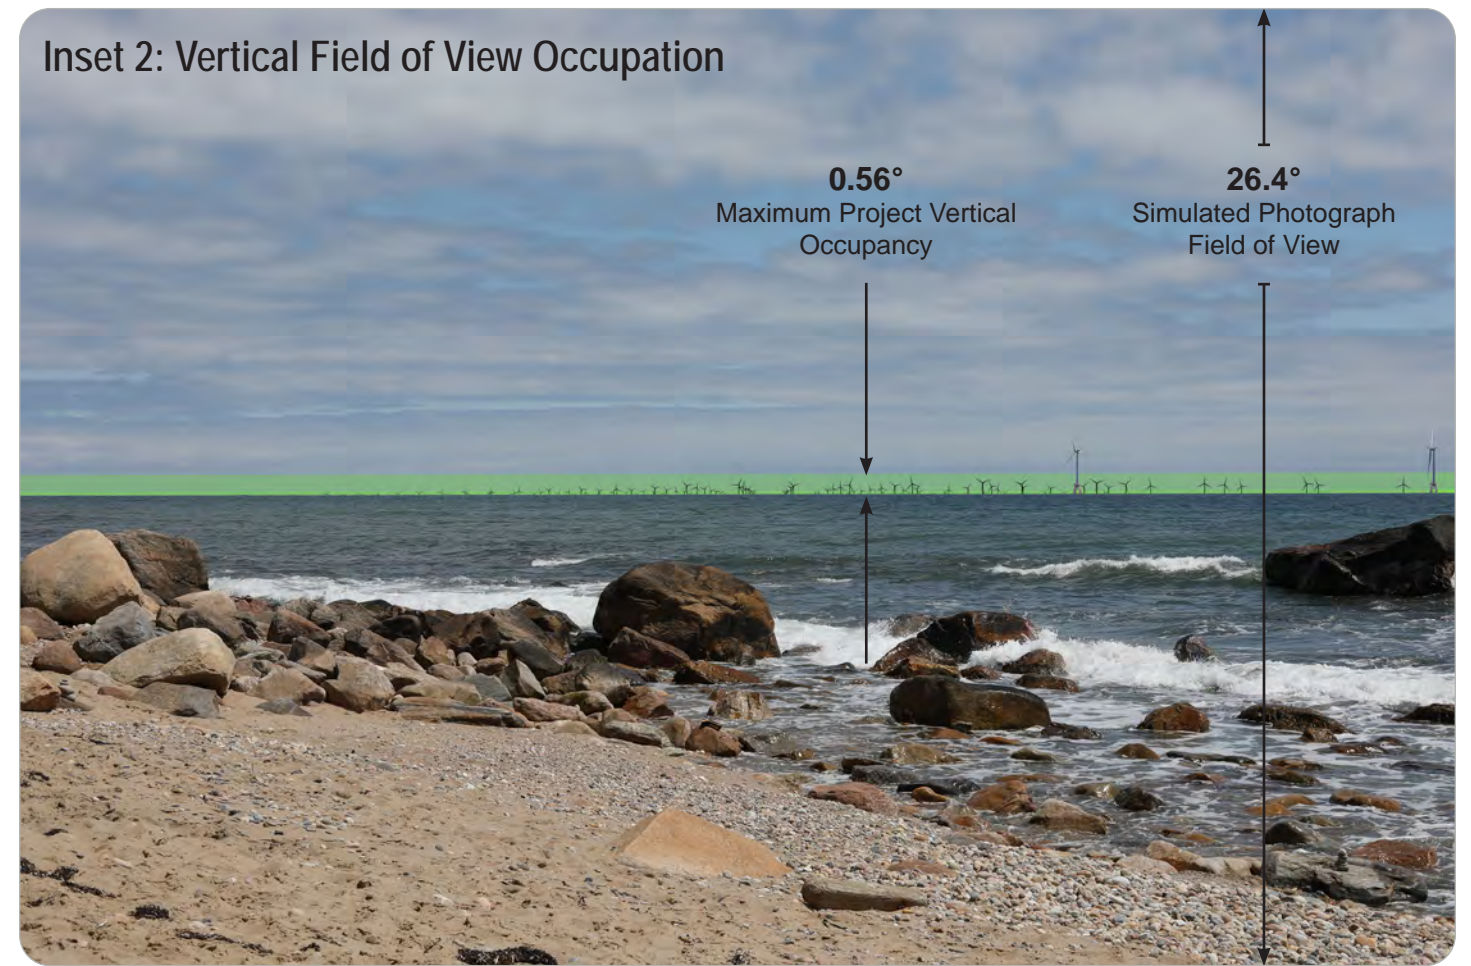 Inset 2: Vertical Field of View Occupation
0.56°
Maximum Project Vertical
Occupancy
26.4°
Simulated Photograph
Field of View